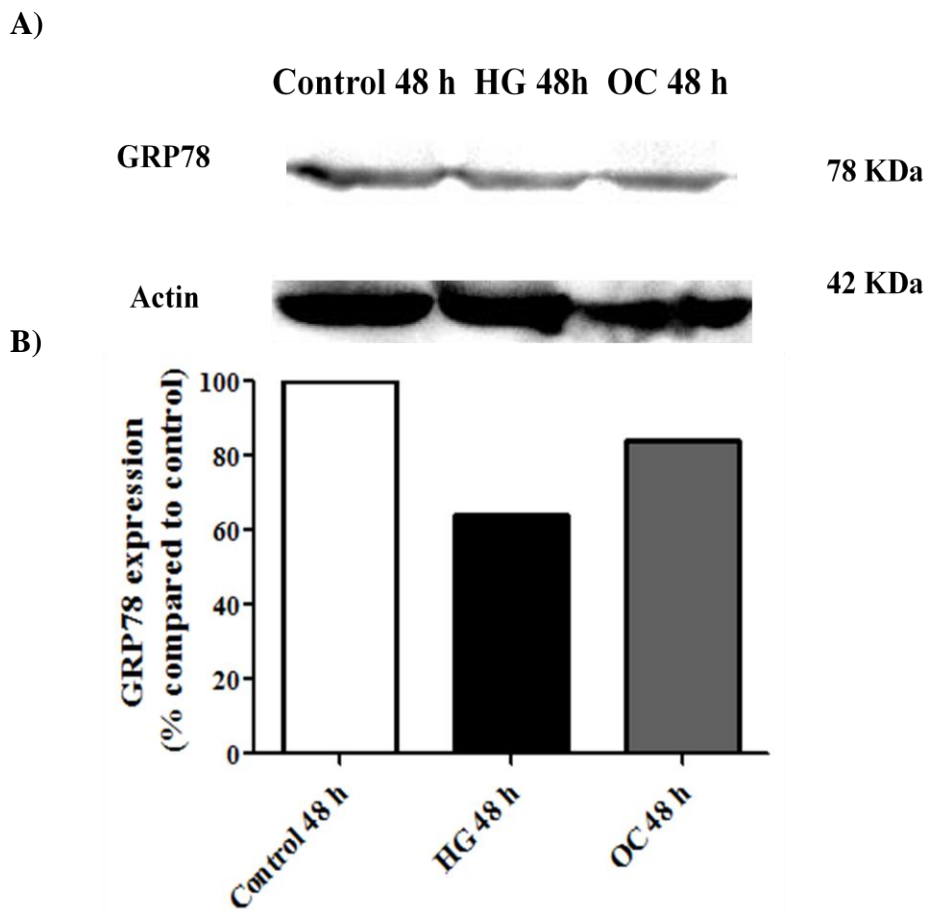 A)
Control 48 h HG 48h OC 48 h
GRP78
78 KDa
Actin
42 KDa
B)
GRP78 expression
(% compared to control)
100
80
60
40
20
0
Control 48 h
HG 48 h
OC 48 h